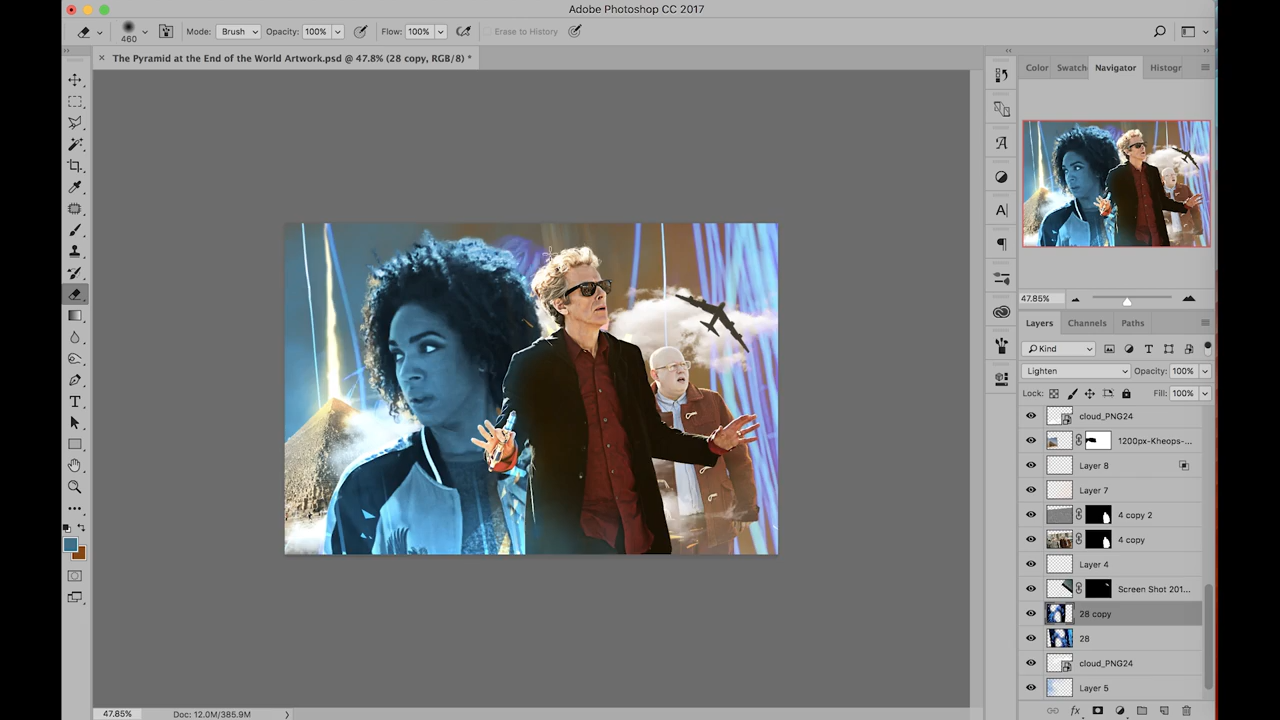 Adobe Photoshop CC 2017
460
Mode: Brush Opacity: 100% Flow: 100% Erase to History
The Pyramid at the End of the World Artwork.psd @ 47.8% (28 copy, RGB/8) *
Color Swatch Navigator Histogr
47.85%
Layers Channels Paths
Kind
Lighten Opacity: 100%
Lock: Fill: 100%
cloud_PNG24
1200px-Kheops-...
Layer 8
Layer 7
4 copy 2
4 copy
Layer 4
Screen Shot 201...
28 copy
28
cloud_PNG24
Layer 5
47.85% Doc: 12.0M/385.9M